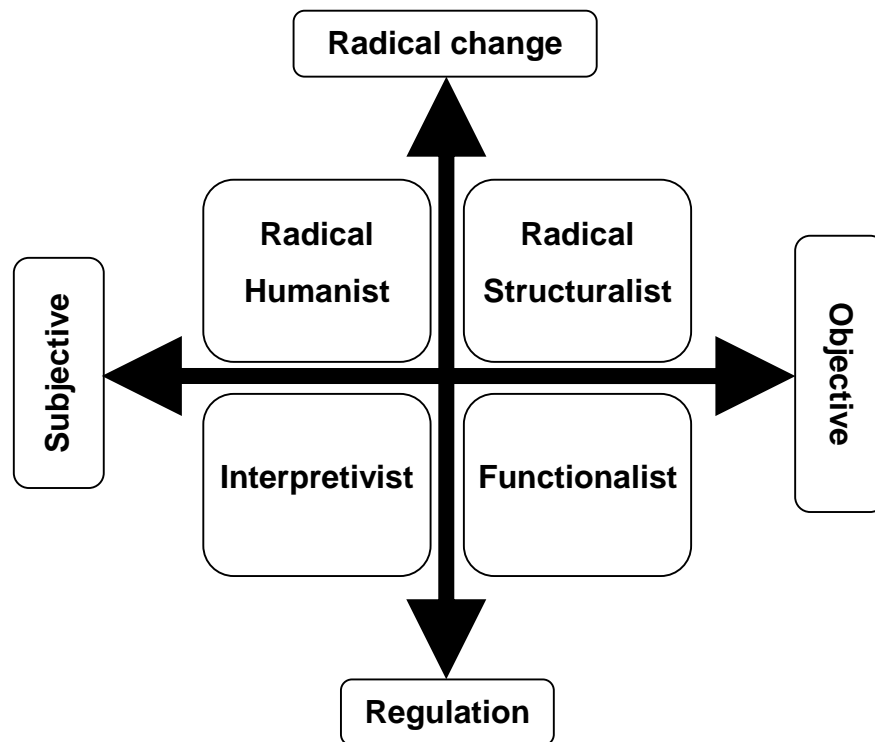 Radical change
Radical
Humanist
Radical
Structuralist
Subjective
Objective
Interpretivist
Functionalist
Regulation